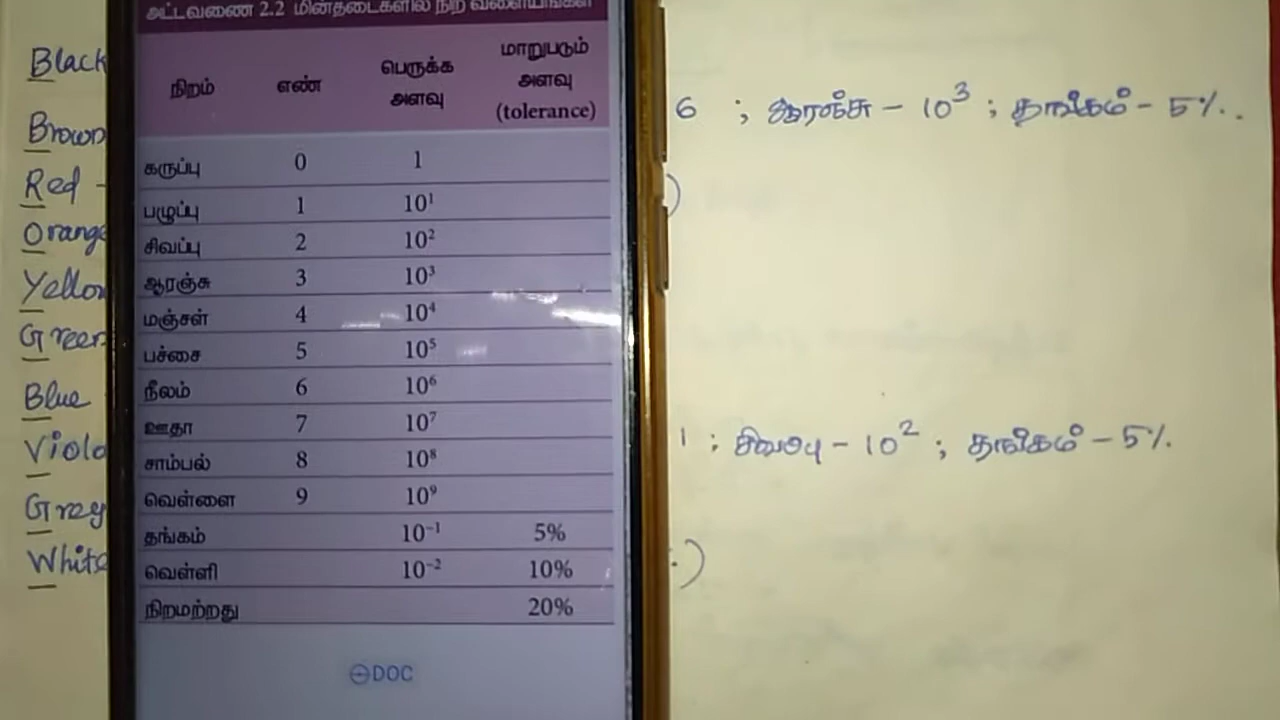 அட்டவணை 2.2 மின்தடைகளில் நிற வளையங்கள்
நிறம் எண் பெருக்க அளவு மாறுபடும் அளவு (tolerance)
கருப்பு 0 1
பழுப்பு 1 10¹
சிவப்பு 2 10²
ஆரஞ்சு 3 10³
மஞ்சள் 4 10⁴
பச்சை 5 10⁵
நீலம் 6 10⁶
ஊதா 7 10⁷
சாம்பல் 8 10⁸
வெள்ளை 9 10⁹
தங்கம் 10⁻¹ 5%
வெள்ளி 10⁻² 10%
நிறமற்றது 20%
DOC
Black
Brown
Red -
Orange
Yellow
Green
Blue
Viol
Grey
White
6 ; ஆரஞ்சு - 10³ ; தங்கம் - 5%.
)
1 ; சிவப்பு - 10² ; தங்கம் - 5%.
.)